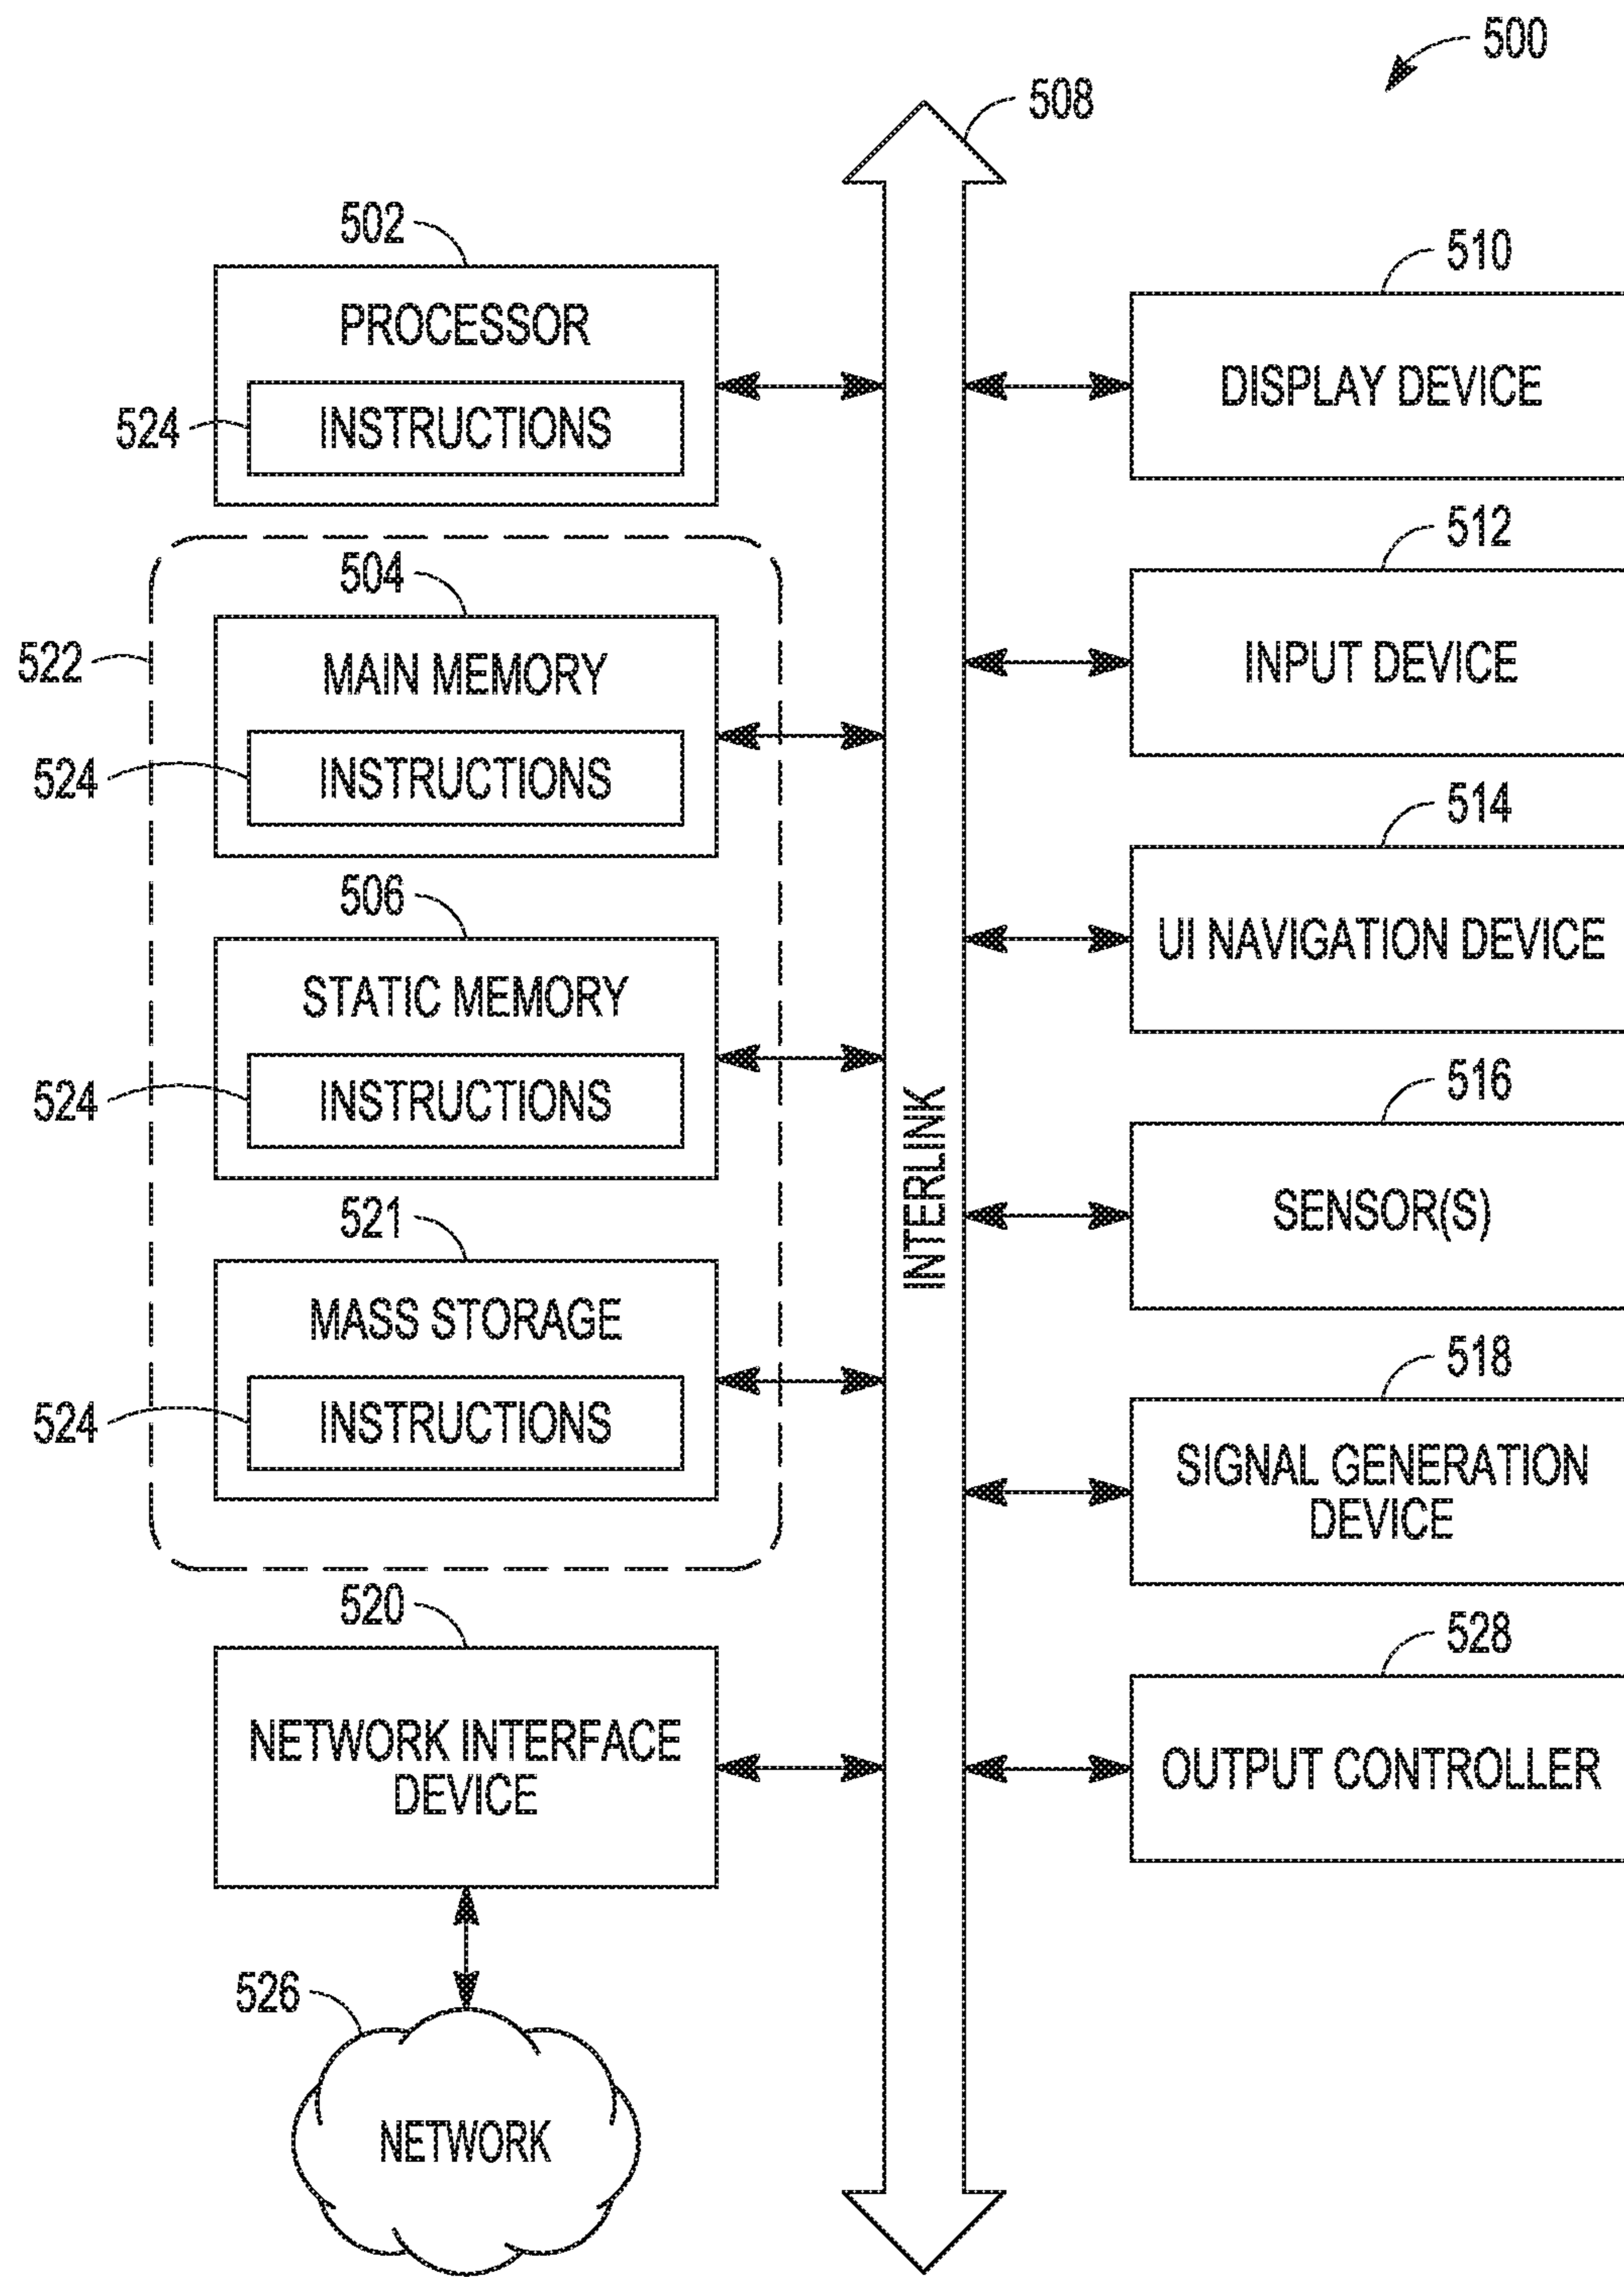 500
508
502
PROCESSOR
524
INSTRUCTIONS
504
522
MAIN MEMORY
524
INSTRUCTIONS
506
STATIC MEMORY
524
INSTRUCTIONS
521
MASS STORAGE
524
INSTRUCTIONS
520
NETWORK INTERFACE
DEVICE
526
NETWORK
INTERLINK
510
DISPLAY DEVICE
512
INPUT DEVICE
514
UI NAVIGATION DEVICE
516
SENSOR(S)
518
SIGNAL GENERATION
DEVICE
528
OUTPUT CONTROLLER